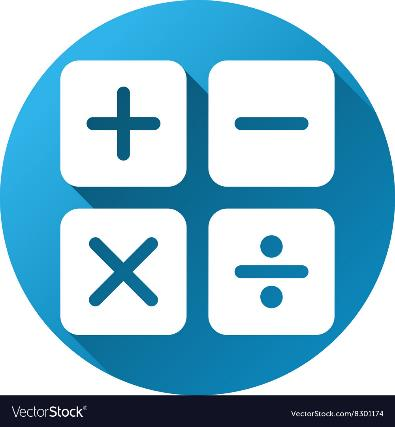 + −
× ÷
VectorStock®
VectorStock.com/8301174